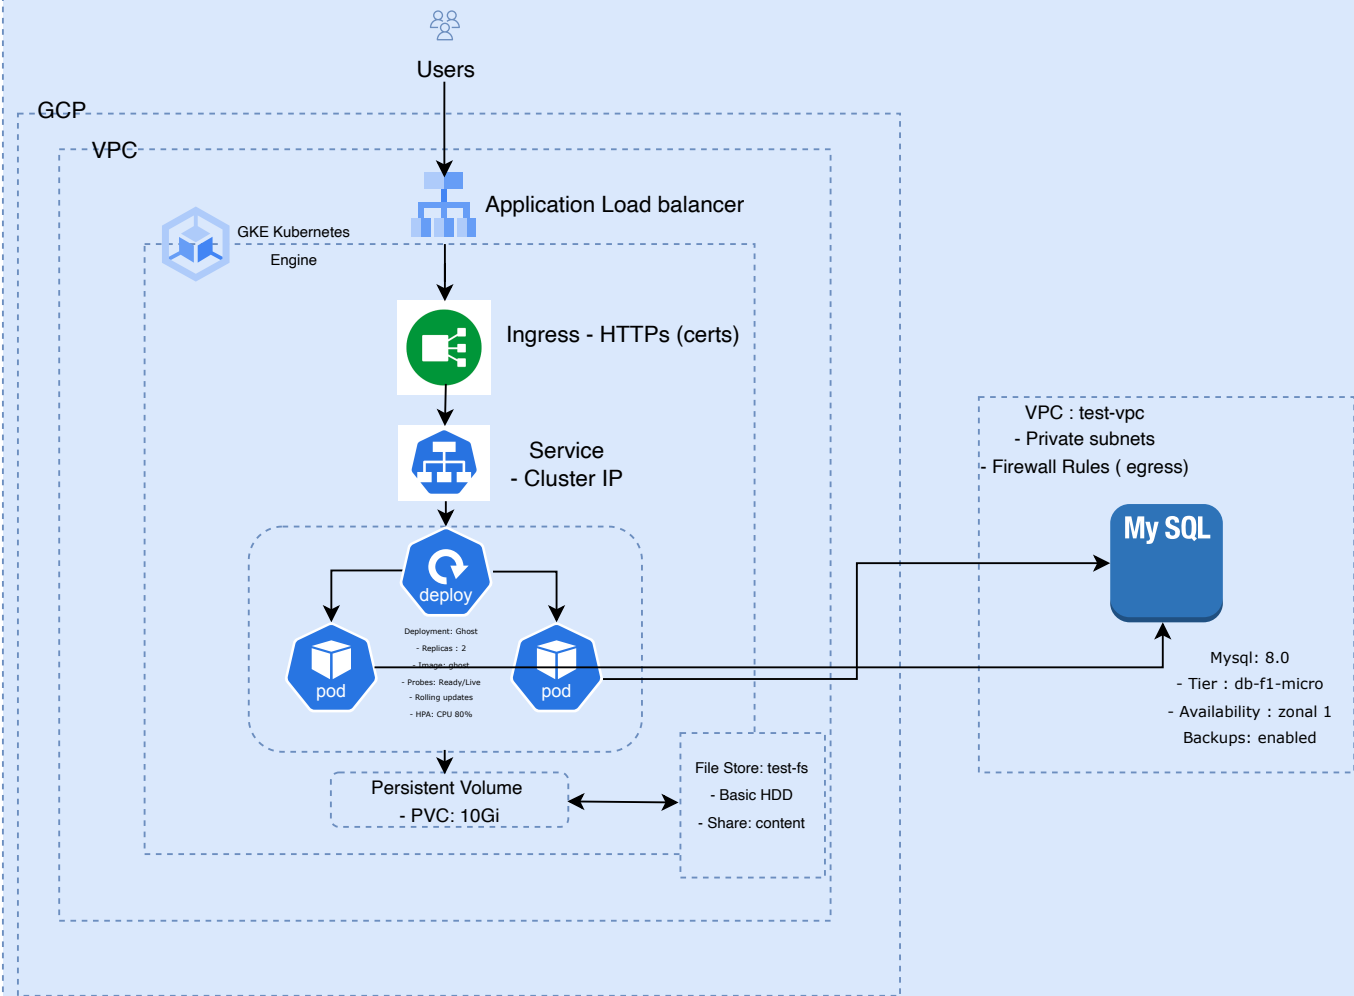 Users
GCP
VPC
Application Load balancer
GKE Kubernetes
Engine
Ingress - HTTPs (certs)
Service
- Cluster IP
deploy
Deployment: Ghost
- Replicas : 2
- Image: ghost
- Probes: Ready/Live
- Rolling updates
- HPA: CPU 80%
pod
pod
Persistent Volume
- PVC: 10Gi
File Store: test-fs
- Basic HDD
- Share: content
VPC : test-vpc
- Private subnets
- Firewall Rules ( egress)
My SQL
Mysql: 8.0
- Tier : db-f1-micro
- Availability : zonal 1
Backups: enabled